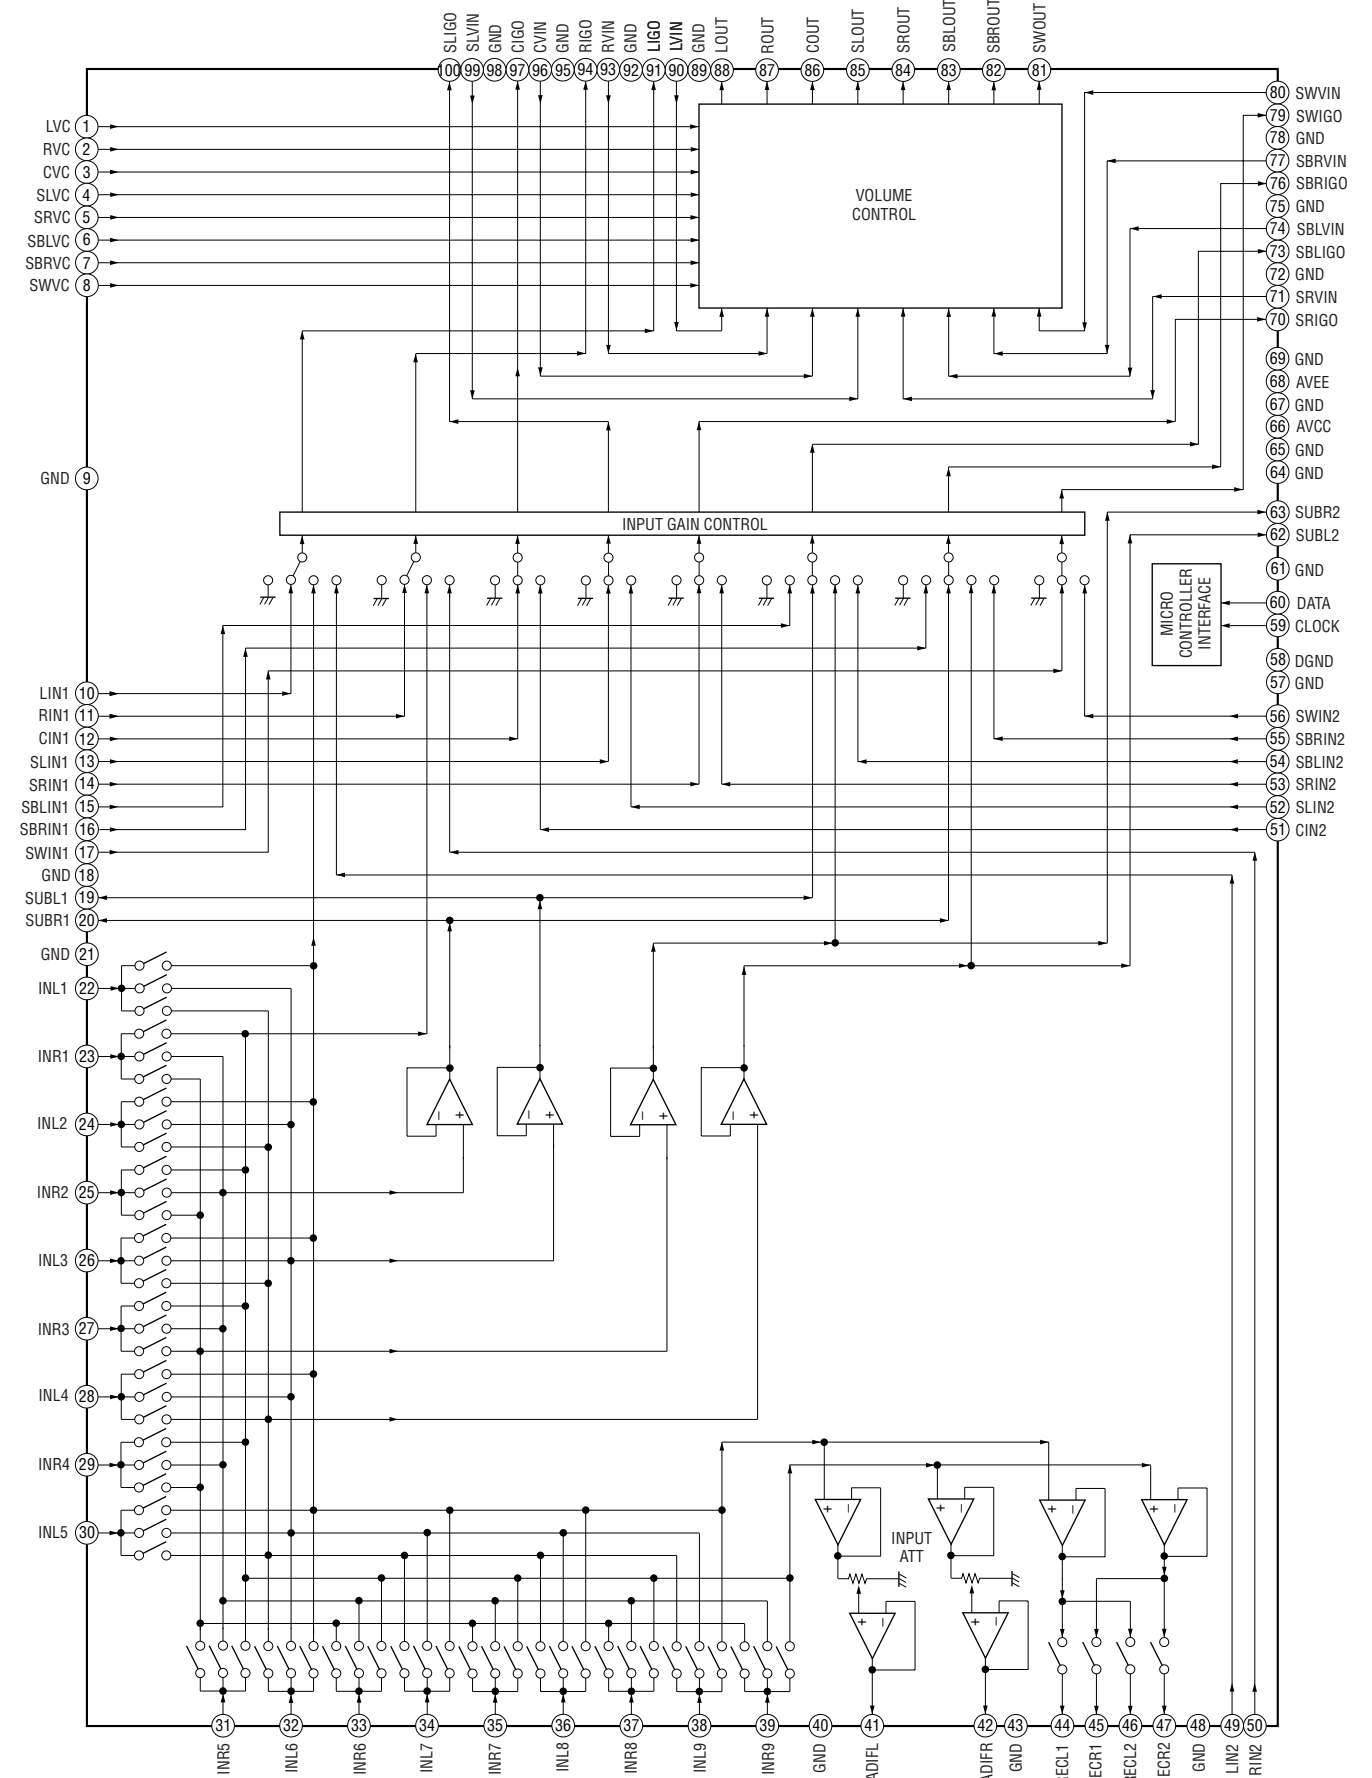 SLIGO
SLVIN
GND
CIGO
CVIN
GND
RIGO
RVIN
GND
LIGO
LVIN
GND
LOUT
ROUT
COUT
SLOUT
SROUT
SBLOUT
SBROUT
SWOUT
100 99 98 97 96 95 94 93 92 91 90 89 88 87 86 85 84 83 82 81
LVC 1
RVC 2
CVC 3
SLVC 4
SRVC 5
SBLVC 6
SBRVC 7
SWVC 8
GND 9
VOLUME
CONTROL
80 SWVIN
79 SWIGO
78 GND
77 SBRVIN
76 SBRIGO
75 GND
74 SBLVIN
73 SBLIGO
72 GND
71 SRVIN
70 SRIGO
69 GND
68 AVEE
67 GND
66 AVCC
65 GND
64 GND
63 SUBR2
62 SUBL2
61 GND
60 DATA
59 CLOCK
58 DGND
57 GND
56 SWIN2
55 SBRIN2
54 SBLIN2
53 SRIN2
52 SLIN2
51 CIN2
INPUT GAIN CONTROL
MICRO
CONTROLLER
INTERFACE
LIN1 10
RIN1 11
CIN1 12
SLIN1 13
SRIN1 14
SBLIN1 15
SBRIN1 16
SWIN1 17
GND 18
SUBL1 19
SUBR1 20
GND 21
INL1 22
INR1 23
INL2 24
INR2 25
INL3 26
INR3 27
INL4 28
INR4 29
INL5 30
− +
− +
− +
− +
+ −
+ −
+ −
+ −
INPUT
ATT
+ −
+ −
31 32 33 34 35 36 37 38 39 40 41 42 43 44 45 46 47 48 49 50
INR5
INL6
INR6
INL7
INR7
INL8
INR8
INL9
INR9
GND
ADIFL
ADIFR
GND
RECL1
RECR1
RECL2
RECR2
GND
LIN2
RIN2